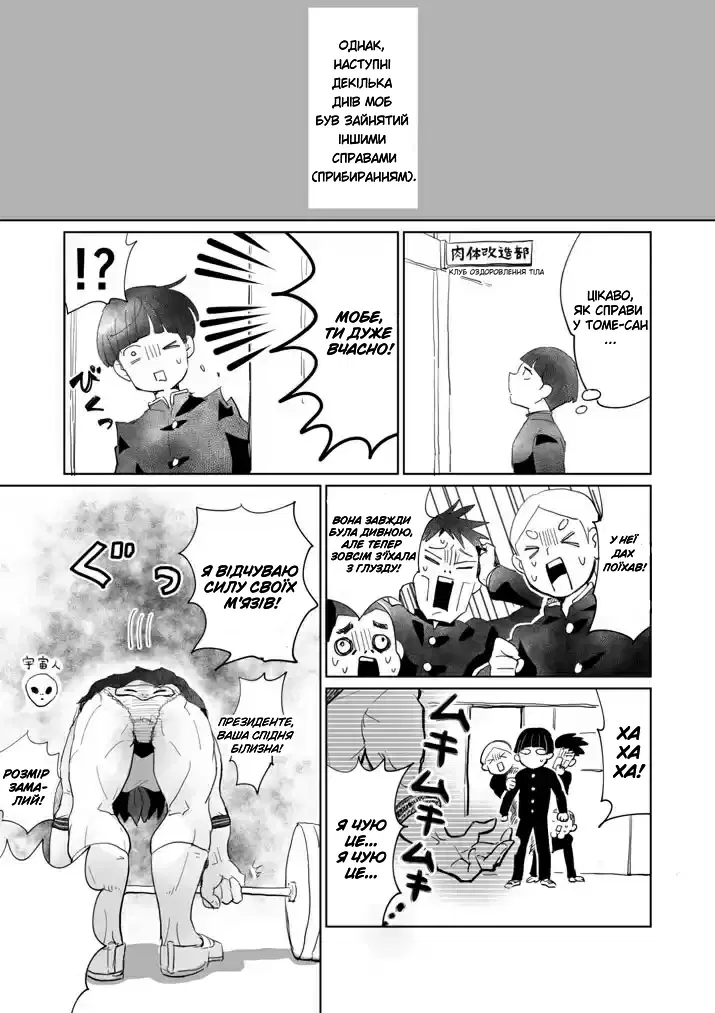 ОДНАК,
НАСТУПНІ
ДЕКІЛЬКА
ДНІВ МОБ
БУВ ЗАЙНЯТИЙ
ІНШИМИ
СПРАВАМИ
(ПРИБИРАННЯМ).
肉体改造部
КЛУБ ОЗДОРОВЛЕННЯ ТІЛА
ЦІКАВО,
ЯК СПРАВИ
У ТОМЕ-САН
...
МОБЕ,
ТИ ДУЖЕ
ВЧАСНО!
!?
びくっ
У НЕЇ
ДАХ
ПОЇХАВ!
ВОНА ЗАВЖДИ
БУЛА ДИВНОЮ,
АЛЕ ТЕПЕР
ЗОВСІМ З'ЇХАЛА
З ГЛУЗДУ!
ХА
ХА
ХА!
ムキムキムキ
Я ЧУЮ
ЦЕ...
Я ЧУЮ
ЦЕ...
Я ВІДЧУВАЮ
СИЛУ СВОЇХ
М'ЯЗІВ!
ぐっ
宇宙人
ПРЕЗИДЕНТЕ,
ВАША СПІДНЯ
БІЛИЗНА!
РОЗМІР
ЗАМА-
ЛИЙ!